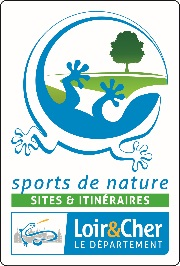 sports de nature
SITES & ITINÉRAIRES
Loir&Cher
LE DÉPARTEMENT